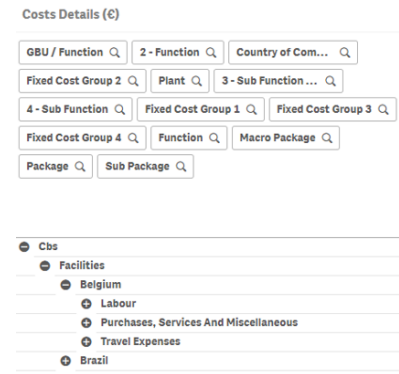 Costs Details (€)
GBU / Function 2 - Function Country of Com...
Fixed Cost Group 2 Plant 3 - Sub Function ...
4 - Sub Function Fixed Cost Group 1 Fixed Cost Group 3
Fixed Cost Group 4 Function Macro Package
Package Sub Package
Cbs
Facilities
Belgium
Labour
Purchases, Services And Miscellaneous
Travel Expenses
Brazil